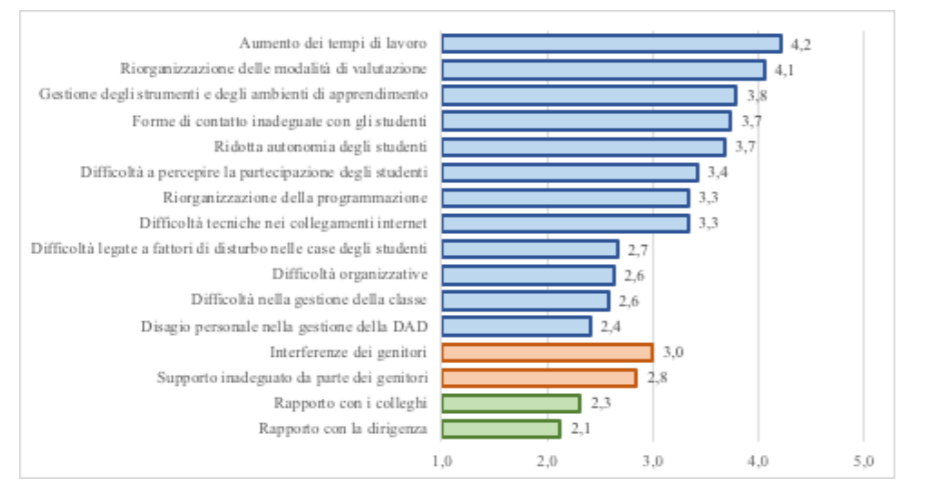 Aumento dei tempi di lavoro 4,2
Riorganizzazione delle modalità di valutazione 4,1
Gestione degli strumenti e degli ambienti di apprendimento 3,8
Forme di contatto inadeguate con gli studenti 3,7
Ridotta autonomia degli studenti 3,7
Difficoltà a percepire la partecipazione degli studenti 3,4
Riorganizzazione della programmazione 3,3
Difficoltà tecniche nei collegamenti internet 3,3
Difficoltà legate a fattori di disturbo nelle case degli studenti 2,7
Difficoltà organizzative 2,6
Difficoltà nella gestione della classe 2,6
Disagio personale nella gestione della DAD 2,4
Interferenze dei genitori 3,0
Supporto inadeguato da parte dei genitori 2,8
Rapporto con i colleghi 2,3
Rapporto con la dirigenza 2,1
1,0 2,0 3,0 4,0 5,0